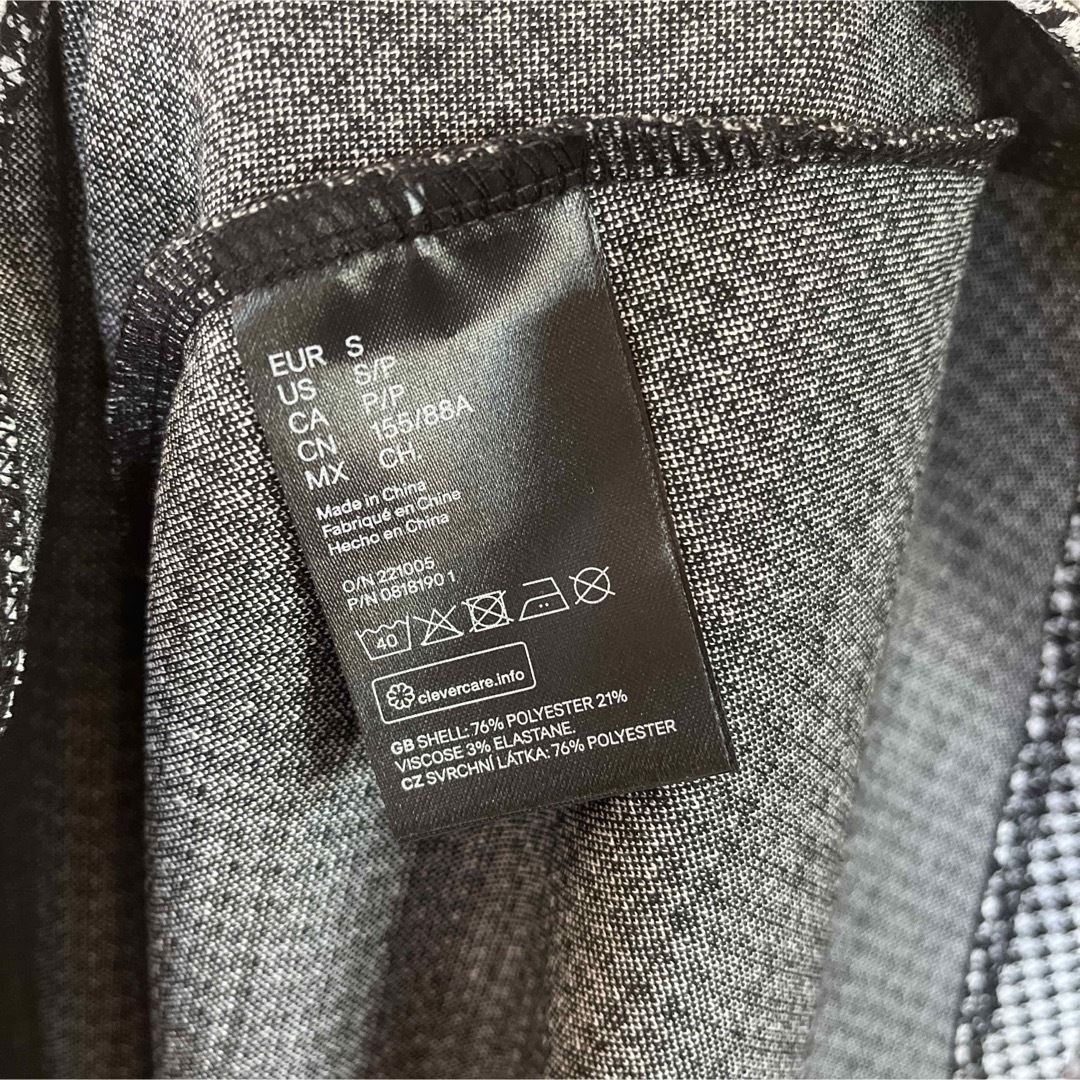 EUR S
US S/P
CA P/P
CN 155/88A
MX CH
Made in China
Fabriqué en Chine
Hecho en China
O/N 221005
P/N 0818190 1
40
clevercare.info
GB SHELL: 76% POLYESTER 21%
VISCOSE 3% ELASTANE.
CZ SVRCHNÍ LÁTKA: 76% POLYESTER